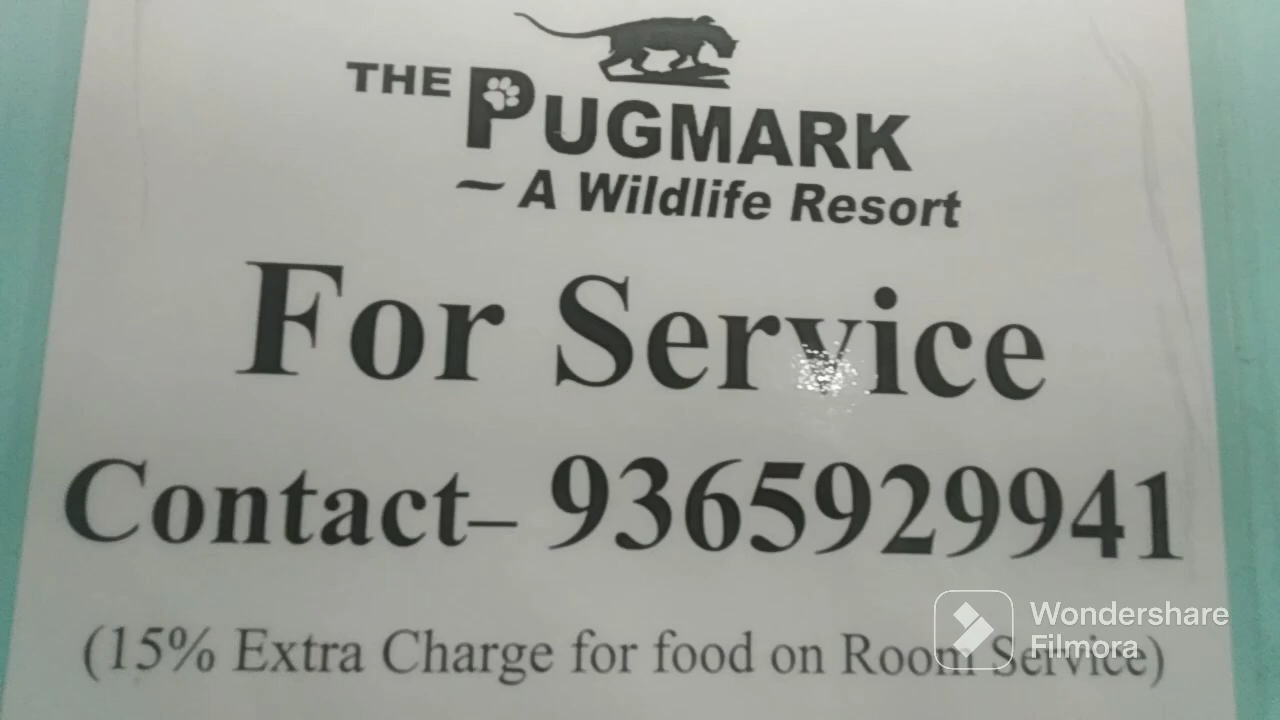 THE PUGMARK
~ A Wildlife Resort
For Service
Contact– 9365929941
(15% Extra Charge for food on Room Service)
Wondershare
Filmora